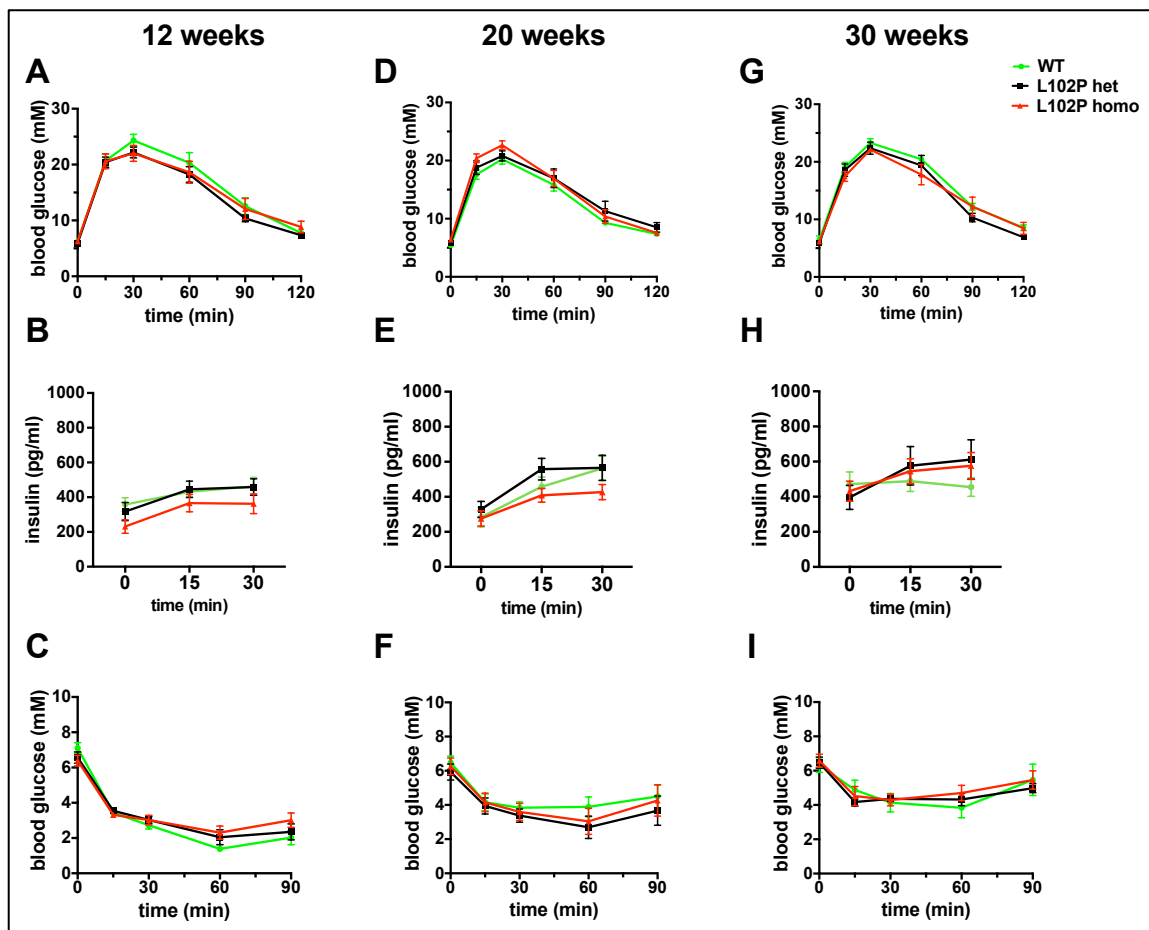 12 weeks
20 weeks
30 weeks
WT
L102P het
L102P homo
A
blood glucose (mM)
30
20
10
0
0 30 60 90 120
time (min)
D
blood glucose (mM)
30
20
10
0
0 30 60 90 120
time (min)
G
blood glucose (mM)
30
20
10
0
0 30 60 90 120
time (min)
B
insulin (pg/ml)
1000
800
600
400
200
0
0 15 30
time (min)
E
insulin (pg/ml)
1000
800
600
400
200
0
0 15 30
time (min)
H
insulin (pg/ml)
1000
800
600
400
200
0
0 15 30
time (min)
C
blood glucose (mM)
8
6
4
2
0
0 30 60 90
time (min)
F
blood glucose (mM)
10
8
6
4
2
0
0 30 60 90
time (min)
I
blood glucose (mM)
10
8
6
4
2
0
0 30 60 90
time (min)